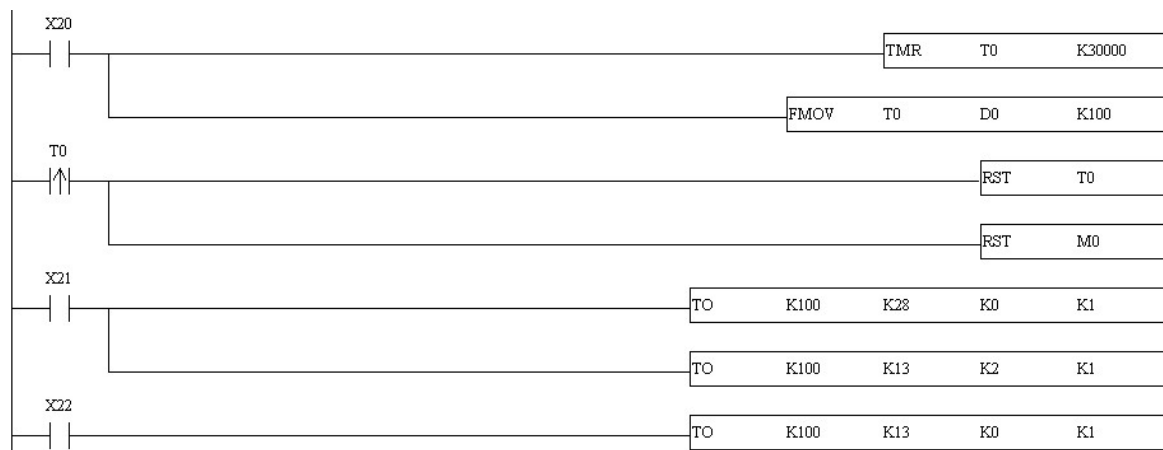 X20
TMR T0 K30000
FMOV T0 D0 K100
T0
RST T0
RST M0
X21
TO K100 K28 K0 K1
TO K100 K13 K2 K1
X22
TO K100 K13 K0 K1